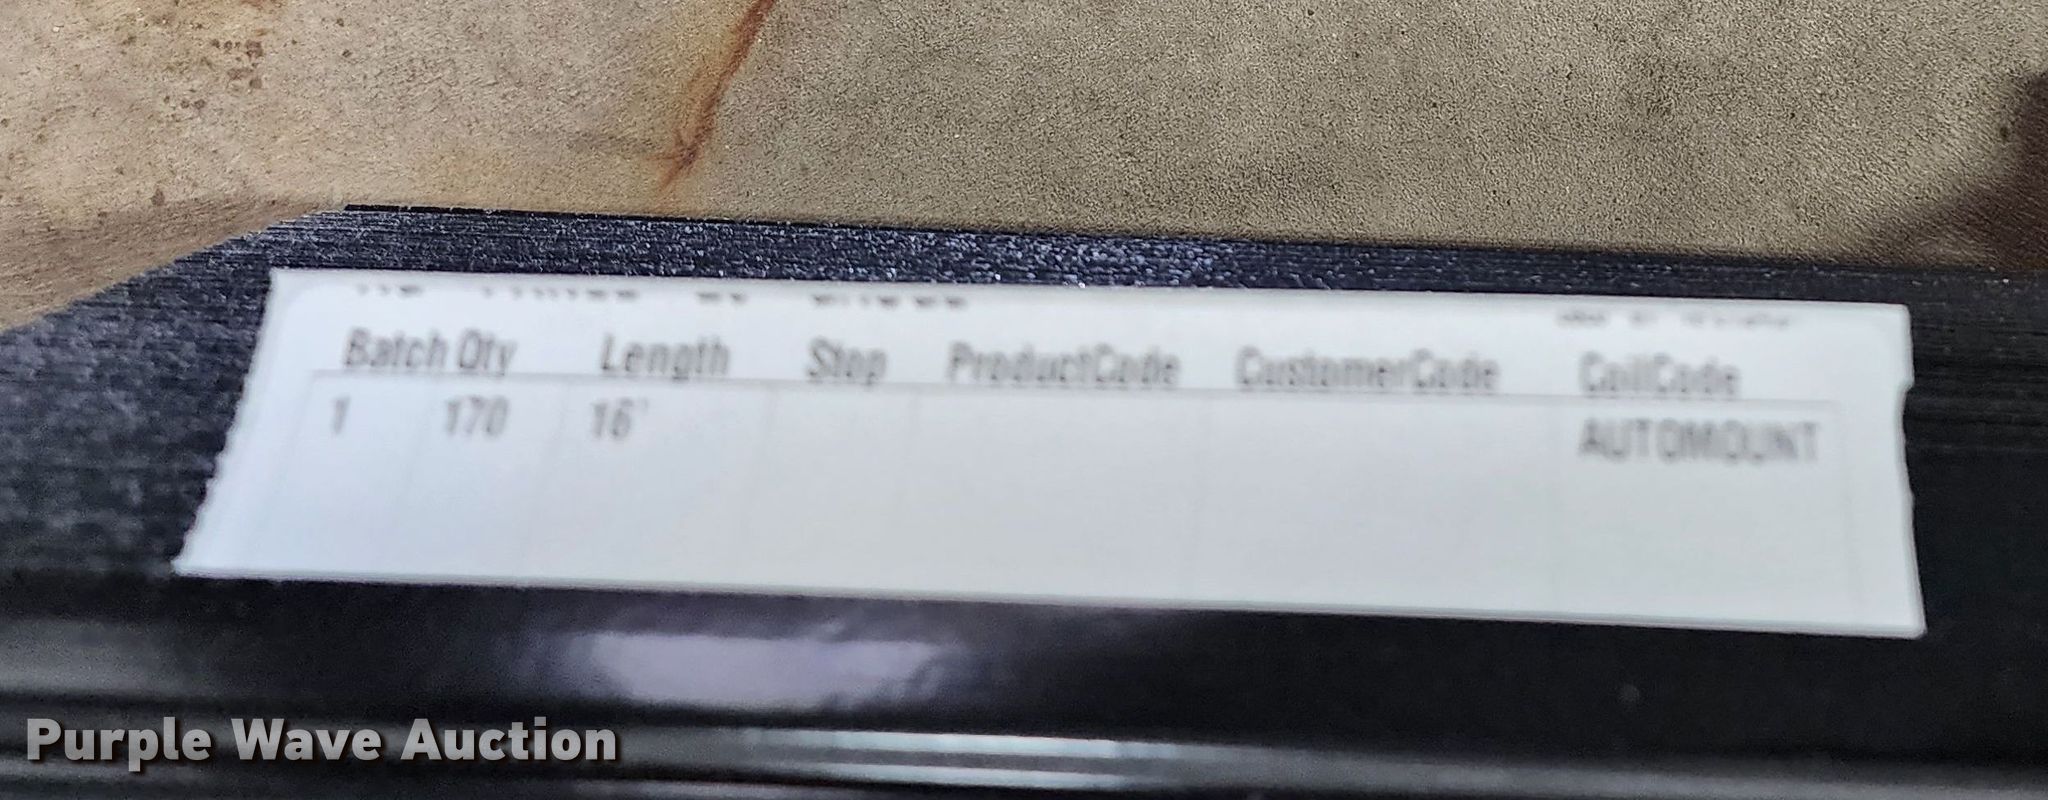 Batch Qty Length Stop ProductCode CustomerCode CoilCode
1 170 16' AUTOMOUNT
Purple Wave Auction